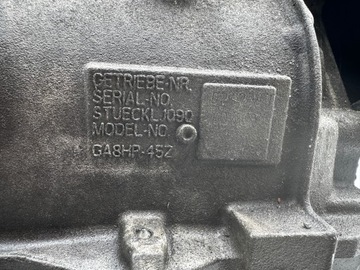 GETRIEBE-NR.
SERIAL-NO.
STUECKL.1090
MODEL-NO.
GA8HP-45Z